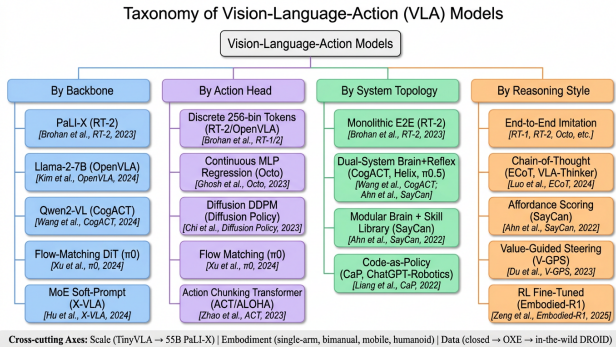 Taxonomy of Vision-Language-Action (VLA) Models
Vision-Language-Action Models
By Backbone
PaLI-X (RT-2)
[Brohan et al., RT-2, 2023]
Llama-2-7B (OpenVLA)
[Kim et al., OpenVLA, 2024]
Qwen2-VL (CogACT)
[Wang et al., CogACT, 2024]
Flow-Matching DiT (π0)
[Xu et al., π0, 2024]
MoE Soft-Prompt
(X-VLA)
[Hu et al., X-VLA, 2024]
By Action Head
Discrete 256-bin Tokens
(RT-2/OpenVLA)
[Brohan et al., RT-1/2]
Continuous MLP
Regression (Octo)
[Ghosh et al., Octo, 2023]
Diffusion DDPM
(Diffusion Policy)
[Chi et al., Diffusion Policy, 2023]
Flow Matching (π0)
[Xu et al., π0, 2024]
Action Chunking Transformer
(ACT/ALOHA)
[Zhao et al., ACT, 2023]
By System Topology
Monolithic E2E (RT-2)
[Brohan et al., RT-2, 2023]
Dual-System Brain+Reflex
(CogACT, Helix, π0.5)
[Wang et al., CogACT;
Ahn et al., SayCan]
Modular Brain + Skill
Library (SayCan)
[Ahn et al., SayCan, 2022]
Code-as-Policy
(CaP, ChatGPT-Robotics)
[Liang et al., CaP, 2022]
By Reasoning Style
End-to-End Imitation
[RT-1, RT-2, Octo, etc.]
Chain-of-Thought
(ECoT, VLA-Thinker)
[Luo et al., ECoT, 2024]
Affordance Scoring
(SayCan)
[Ahn et al., SayCan, 2022]
Value-Guided Steering
(V-GPS)
[Du et al., V-GPS, 2023]
RL Fine-Tuned
(Embodied-R1)
[Zeng et al., Embodied-R1, 2025]
Cross-cutting Axes: Scale (TinyVLA → 55B PaLI-X) | Embodiment (single-arm, bimanual, mobile, humanoid) | Data (closed → OXE → in-the-wild DROID)